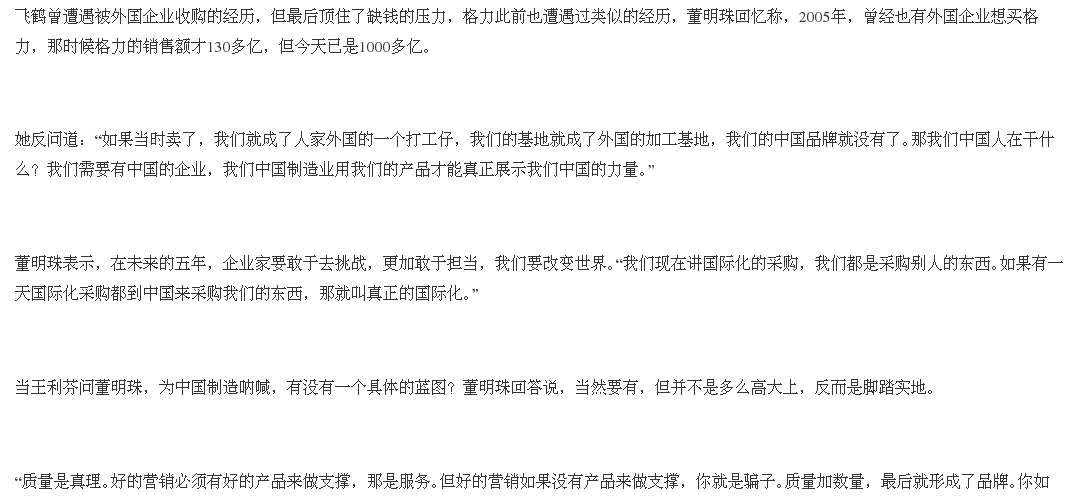 飞鹤曾遭遇被外国企业收购的经历，但最后顶住了缺钱的压力，格力此前也遭遇过类似的经历，董明珠回忆称，2005年，曾经也有外国企业想买格
力，那时候格力的销售额才130多亿，但今天已是1000多亿。
她反问道：“如果当时卖了，我们就成了人家外国的一个打工仔，我们的基地就成了外国的加工基地，我们的中国品牌就没有了。那我们中国人在干什
么？我们需要有中国的企业，我们中国制造业用我们的产品才能真正展示我们中国的力量。”
董明珠表示，在未来的五年，企业家要敢于去挑战，更加敢于担当，我们要改变世界。“我们现在讲国际化的采购，我们都是采购别人的东西。如果有一
天国际化采购都到中国来采购我们的东西，那就叫真正的国际化。”
当王利芬问董明珠，为中国制造呐喊，有没有一个具体的蓝图？董明珠回答说，当然要有，但并不是多么高大上，反而是脚踏实地。
“质量是真理。好的营销必须有好的产品来做支撑，那是服务。但好的营销如果没有产品来做支撑，你就是骗子。质量加数量，最后就形成了品牌。你如